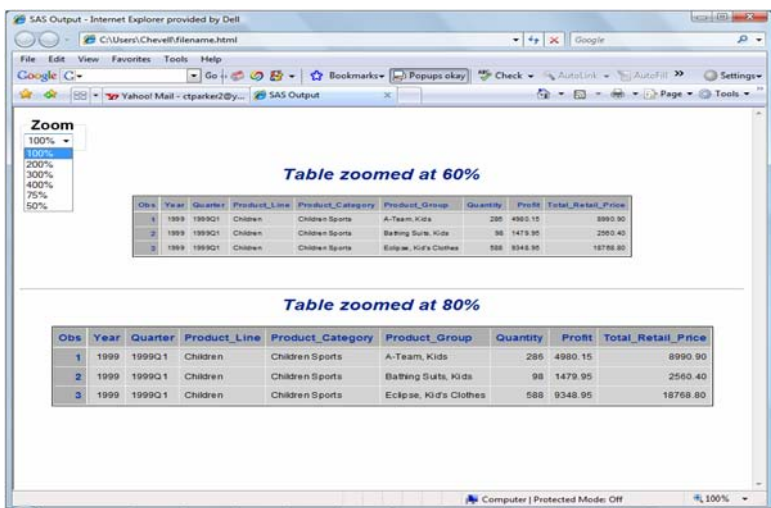 SAS Output - Internet Explorer provided by Dell
C:\Users\Chevell\filename.html
Google
File Edit View Favorites Tools Help
Google G Go Bookmarks Popups okay Check AutoLink AutoFill Settings
Yahoo! Mail - ctparker2@y... SAS Output Page Tools
Zoom
100%
100%
200%
300%
400%
75%
50%
Table zoomed at 60%
Obs Year Quarter Product_Line Product_Category Product_Group Quantity Profit Total_Retail_Price
1 1999 1999Q1 Children Children Sports A-Team, Kids 286 4980.15 8990.90
2 1999 1999Q1 Children Children Sports Bathing Suits, Kids 98 1479.95 2560.40
3 1999 1999Q1 Children Children Sports Eclipse, Kid's Clothes 588 9348.95 18768.80
Table zoomed at 80%
Obs Year Quarter Product_Line Product_Category Product_Group Quantity Profit Total_Retail_Price
1 1999 1999Q1 Children Children Sports A-Team, Kids 286 4980.15 8990.90
2 1999 1999Q1 Children Children Sports Bathing Suits, Kids 98 1479.95 2560.40
3 1999 1999Q1 Children Children Sports Eclipse, Kid's Clothes 588 9348.95 18768.80
Computer | Protected Mode: Off 100%